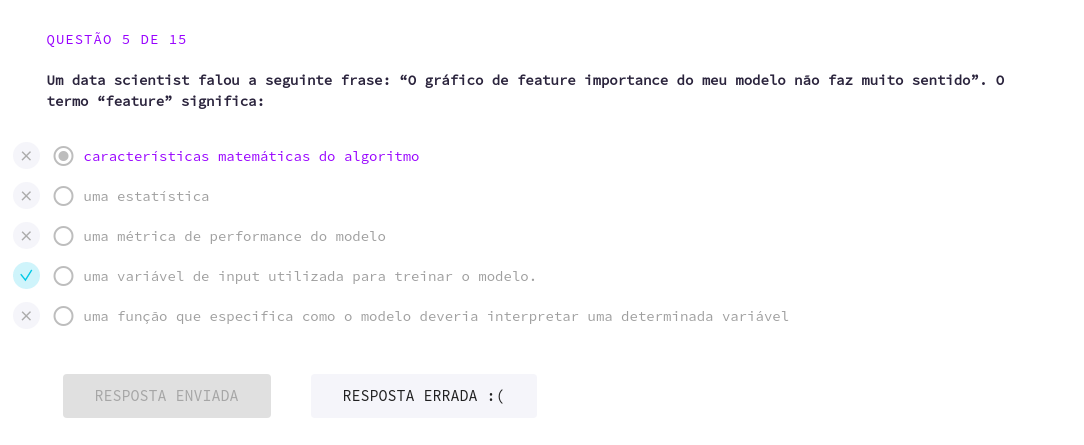 QUESTÃO 5 DE 15
Um data scientist falou a seguinte frase: “O gráfico de feature importance do meu modelo não faz muito sentido”. O
termo “feature” significa:
características matemáticas do algoritmo
uma estatística
uma métrica de performance do modelo
uma variável de input utilizada para treinar o modelo.
uma função que especifica como o modelo deveria interpretar uma determinada variável
RESPOSTA ENVIADA
RESPOSTA ERRADA :(